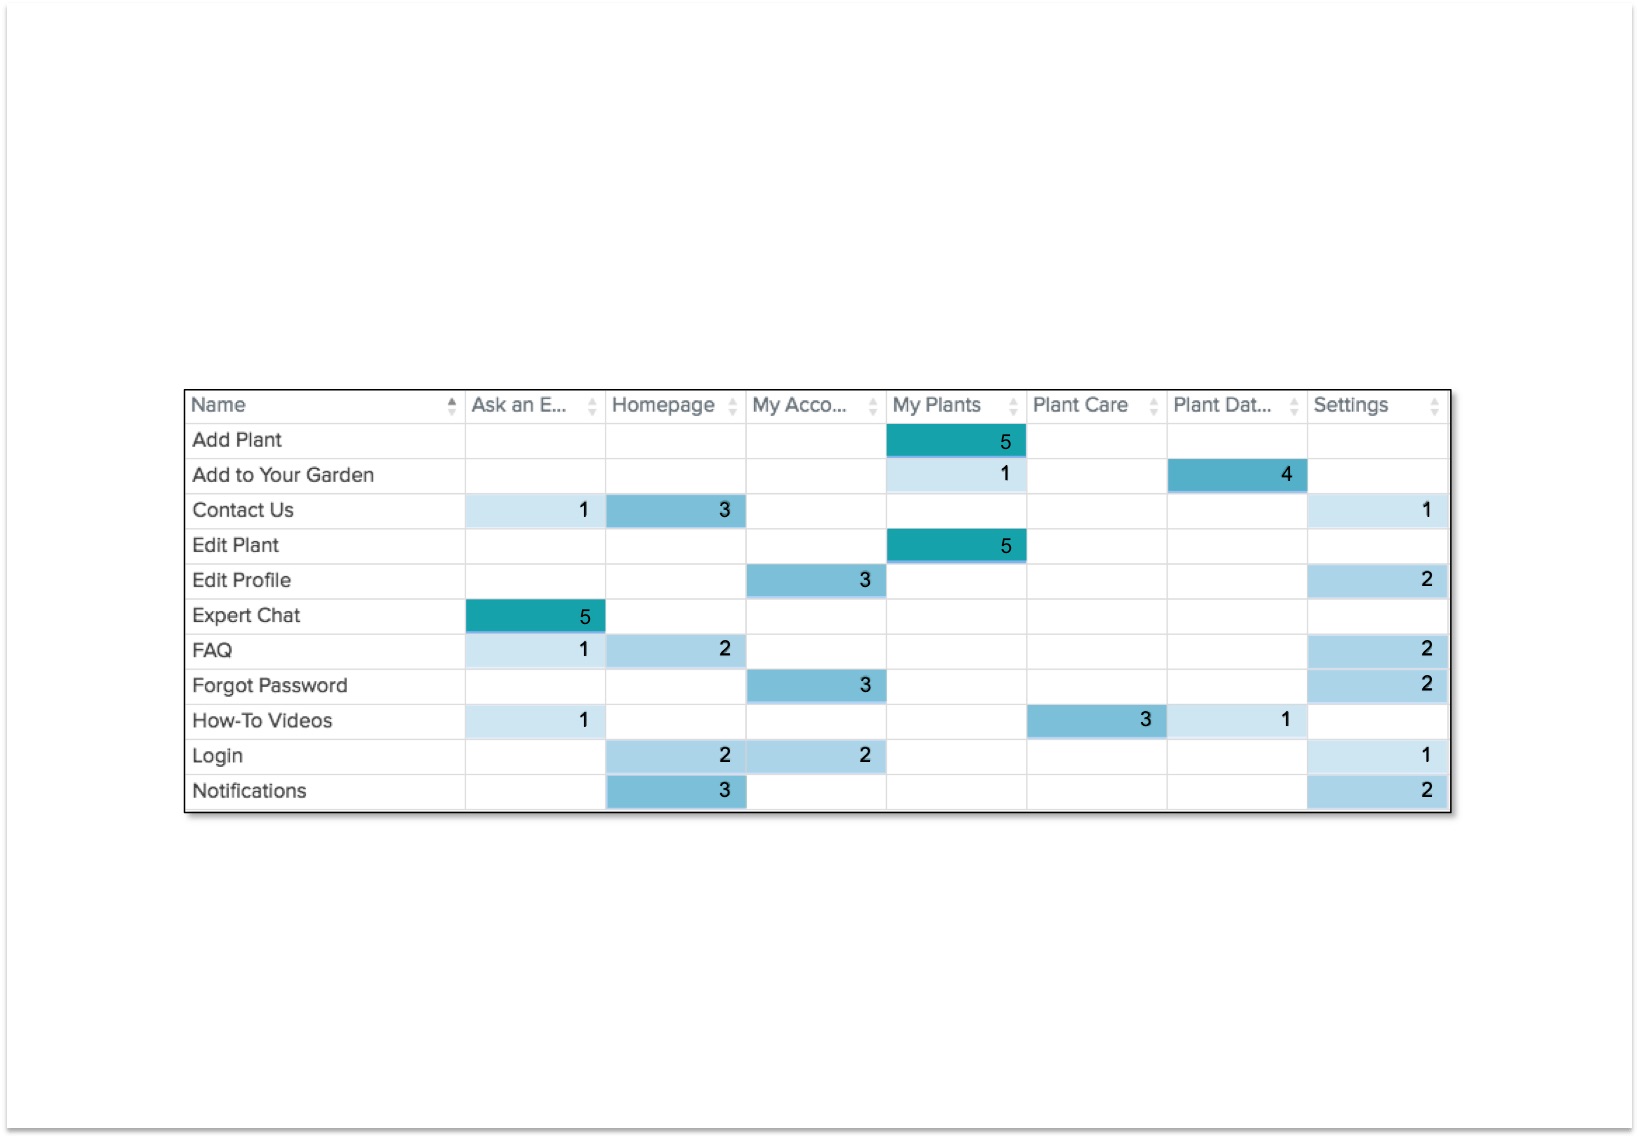 Name Ask an E... Homepage My Acco... My Plants Plant Care Plant Dat... Settings
Add Plant 5
Add to Your Garden 1 4
Contact Us 1 3 1
Edit Plant 5
Edit Profile 3 2
Expert Chat 5
FAQ 1 2 2
Forgot Password 3 2
How-To Videos 1 3 1
Login 2 2 1
Notifications 3 2